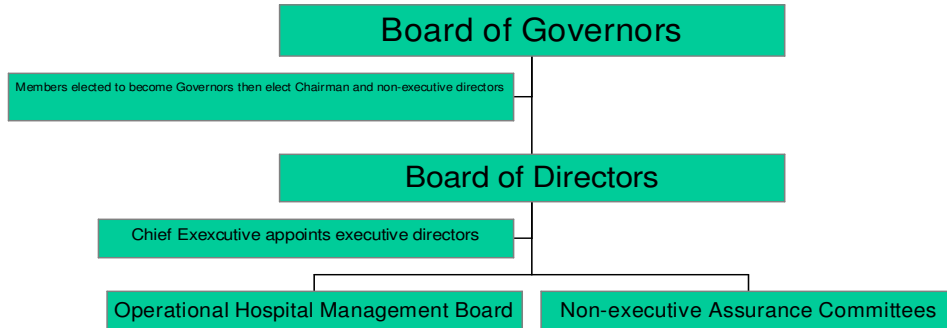 Board of Governors
Members elected to become Governors then elect Chairman and non-executive directors
Board of Directors
Chief Exexcutive appoints executive directors
Operational Hospital Management Board
Non-executive Assurance Committees